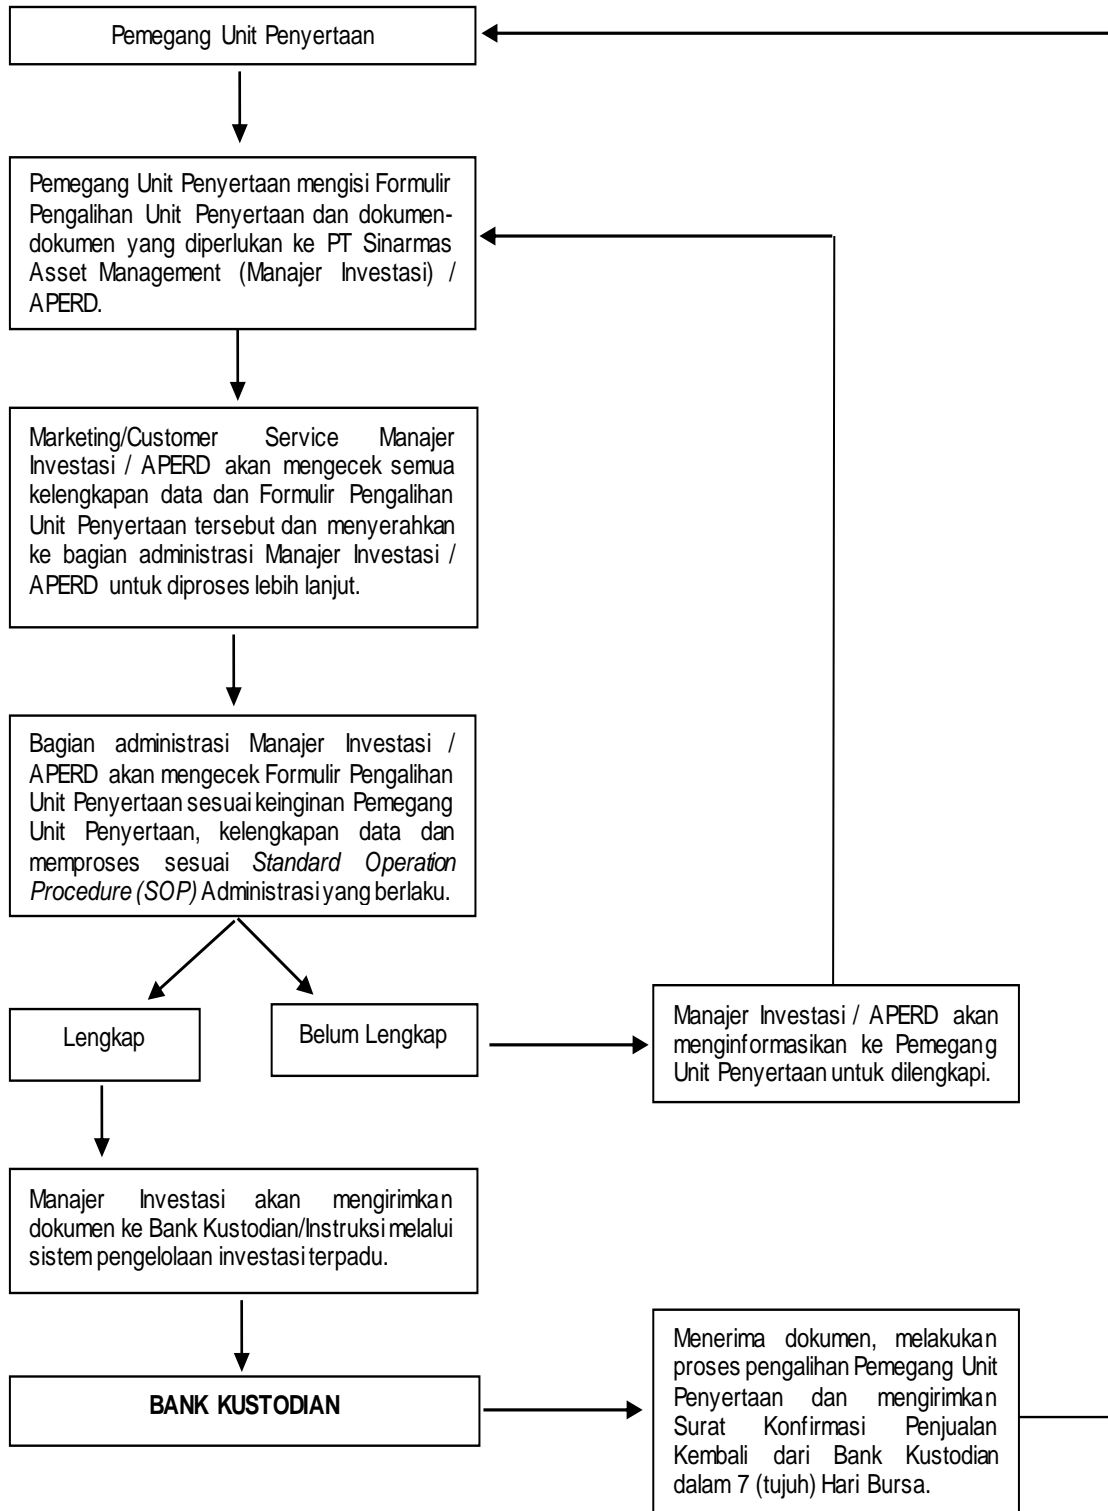 Pemegang Unit Penyertaan
Pemegang Unit Penyertaan mengisi Formulir
Pengalihan Unit Penyertaan dan dokumen-
dokumen yang diperlukan ke PT Sinarmas
Asset Management (Manajer Investasi) /
APERD.
Marketing/Customer Service Manajer
Investasi / APERD akan mengecek semua
kelengkapan data dan Formulir Pengalihan
Unit Penyertaan tersebut dan menyerahkan
ke bagian administrasi Manajer Investasi /
APERD untuk diproses lebih lanjut.
Bagian administrasi Manajer Investasi /
APERD akan mengecek Formulir Pengalihan
Unit Penyertaan sesuai keinginan Pemegang
Unit Penyertaan, kelengkapan data dan
memproses sesuai Standard Operation
Procedure (SOP) Administrasi yang berlaku.
Lengkap
Belum Lengkap
Manajer Investasi / APERD akan
menginformasikan ke Pemegang
Unit Penyertaan untuk dilengkapi.
Manajer Investasi akan mengirimkan
dokumen ke Bank Kustodian/Instruksi melalui
sistem pengelolaan investasi terpadu.
BANK KUSTODIAN
Menerima dokumen, melakukan
proses pengalihan Pemegang Unit
Penyertaan dan mengirimkan
Surat Konfirmasi Penjualan
Kembali dari Bank Kustodian
dalam 7 (tujuh) Hari Bursa.